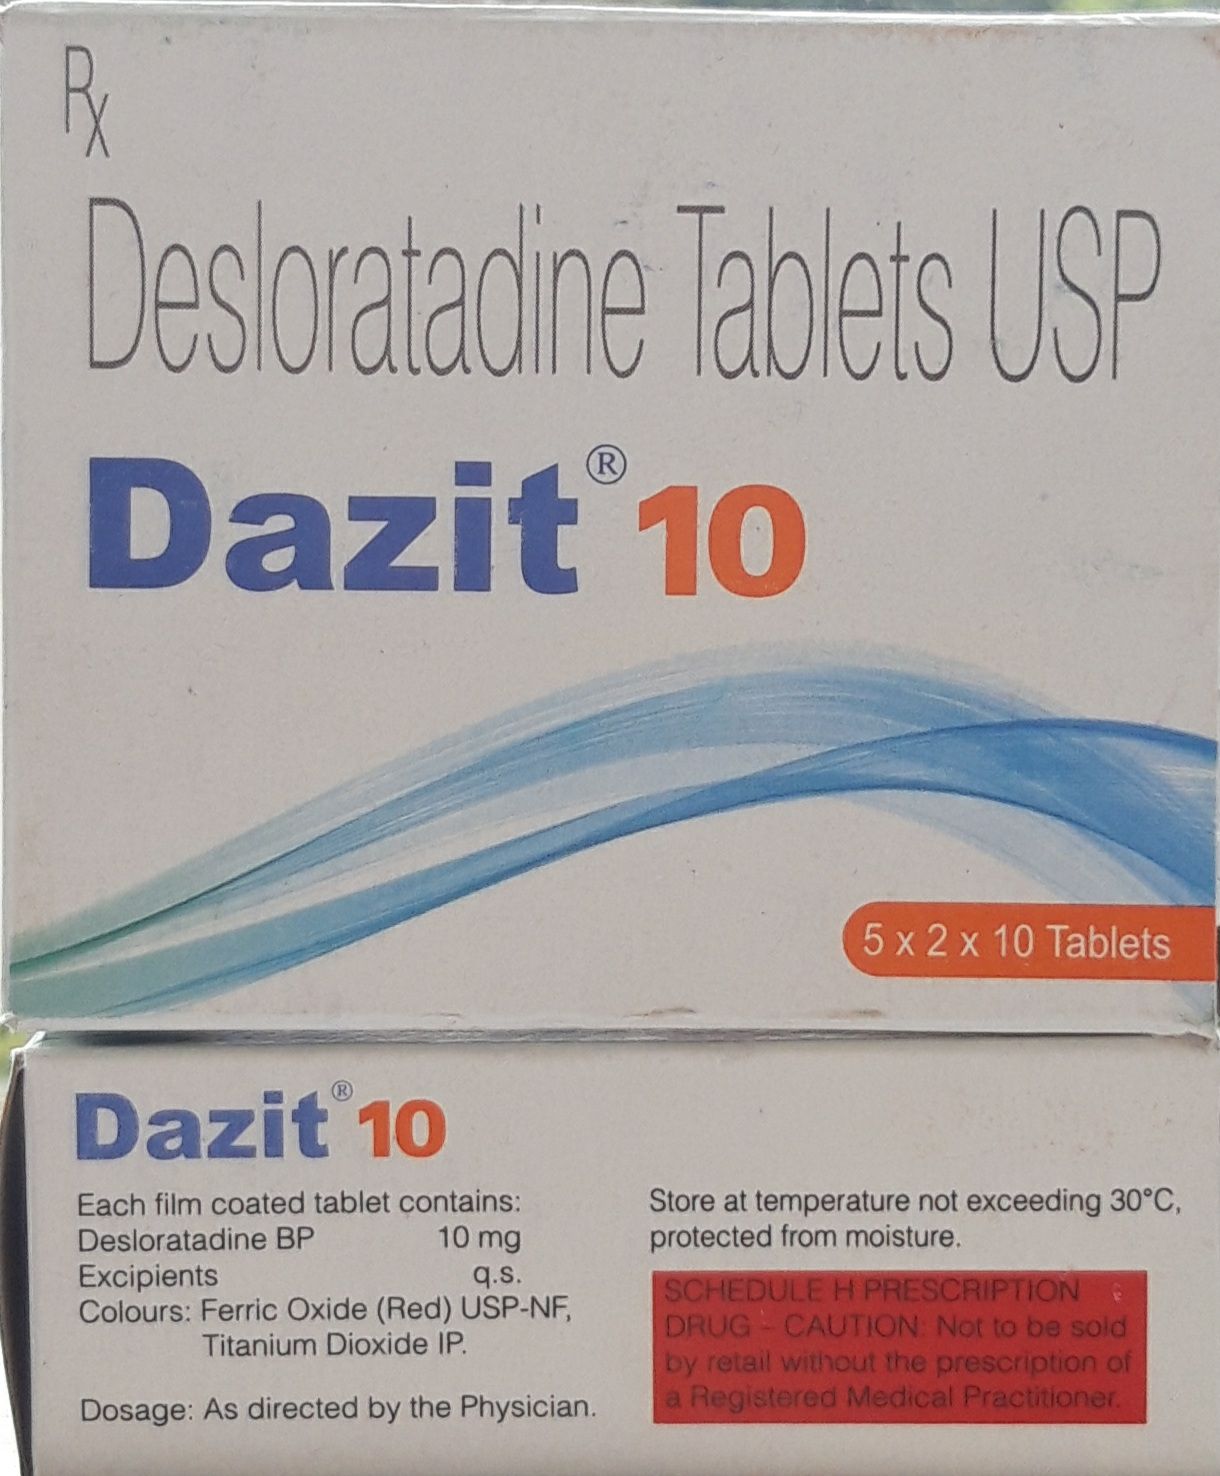 Rx
Desloratadine Tablets USP
Dazit® 10
5 x 2 x 10 Tablets
Dazit® 10
Each film coated tablet contains:
Desloratadine BP 10 mg
Excipients q.s.
Colours: Ferric Oxide (Red) USP-NF,
Titanium Dioxide IP.
Dosage: As directed by the Physician.
Store at temperature not exceeding 30°C,
protected from moisture.
SCHEDULE H PRESCRIPTION
DRUG - CAUTION: Not to be sold
by retail without the prescription of
a Registered Medical Practitioner.